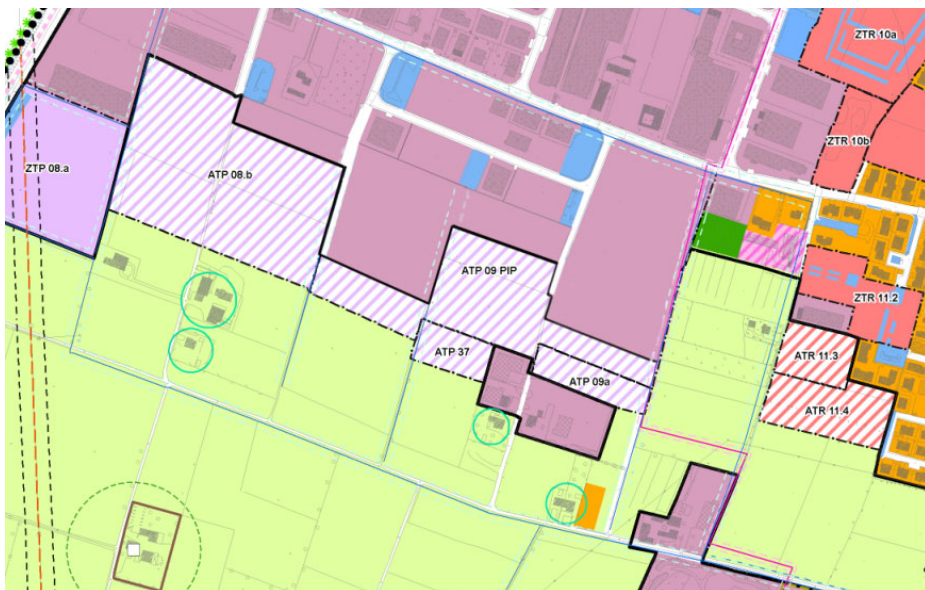 ZTR 10a
ZTR 10b
ZTP 08.a
ATP 08.b
ATP 09 PIP
ZTR 11.2
ATP 37
ATP 09a
ATR 11.3
ATR 11.4